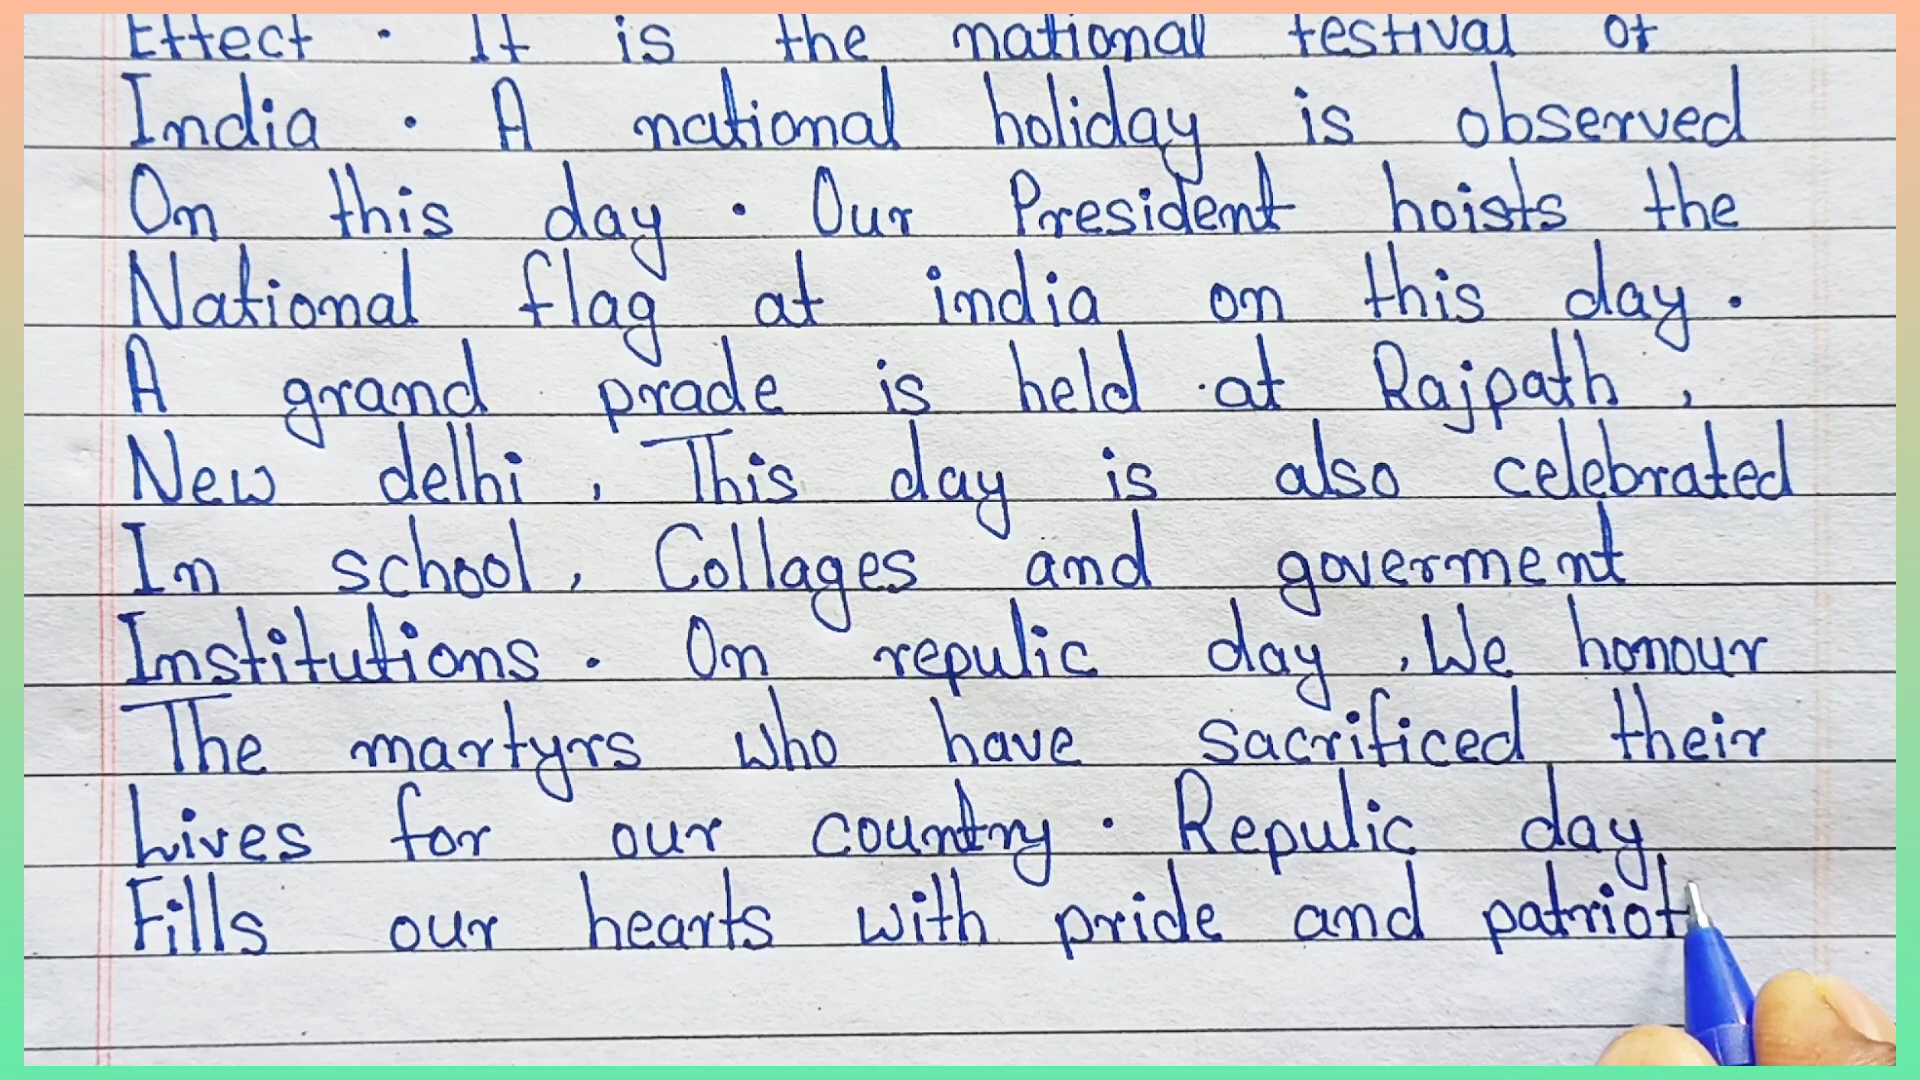 Effect. It is the national festival of
India. A national holiday is observed
On this day. Our President hoists the
National flag at india on this day.
A grand prade is held at Rajpath,
New delhi, This day is also celebrated
In school, Collages and goverment
Institutions. On repulic day, We honour
The martyrs who have sacrificed their
Lives for our country. Repulic day
Fills our hearts with pride and patriot